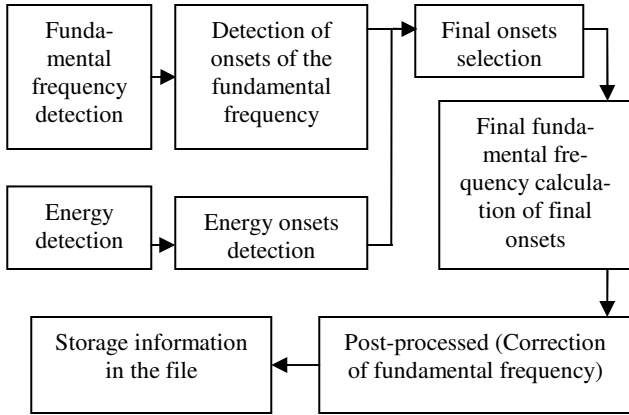 Funda-
mental
frequency
detection
Detection of
onsets of the
fundamental
frequency
Final onsets
selection
Final funda-
mental fre-
quency calcula-
tion of final
onsets
Energy
detection
Energy onsets
detection
Post-processed (Correction
of fundamental frequency)
Storage information
in the file